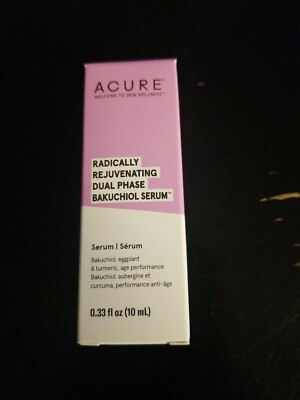 ACURE
WELCOME TO SKIN WELLNESS™
RADICALLY
REJUVENATING
DUAL PHASE
BAKUCHIOL SERUM™
Serum | Sérum
Bakuchiol, eggplant
& turmeric, age performance
Bakuchiol, aubergine et
curcuma, performance anti-âge
0.33 fl oz (10 mL)